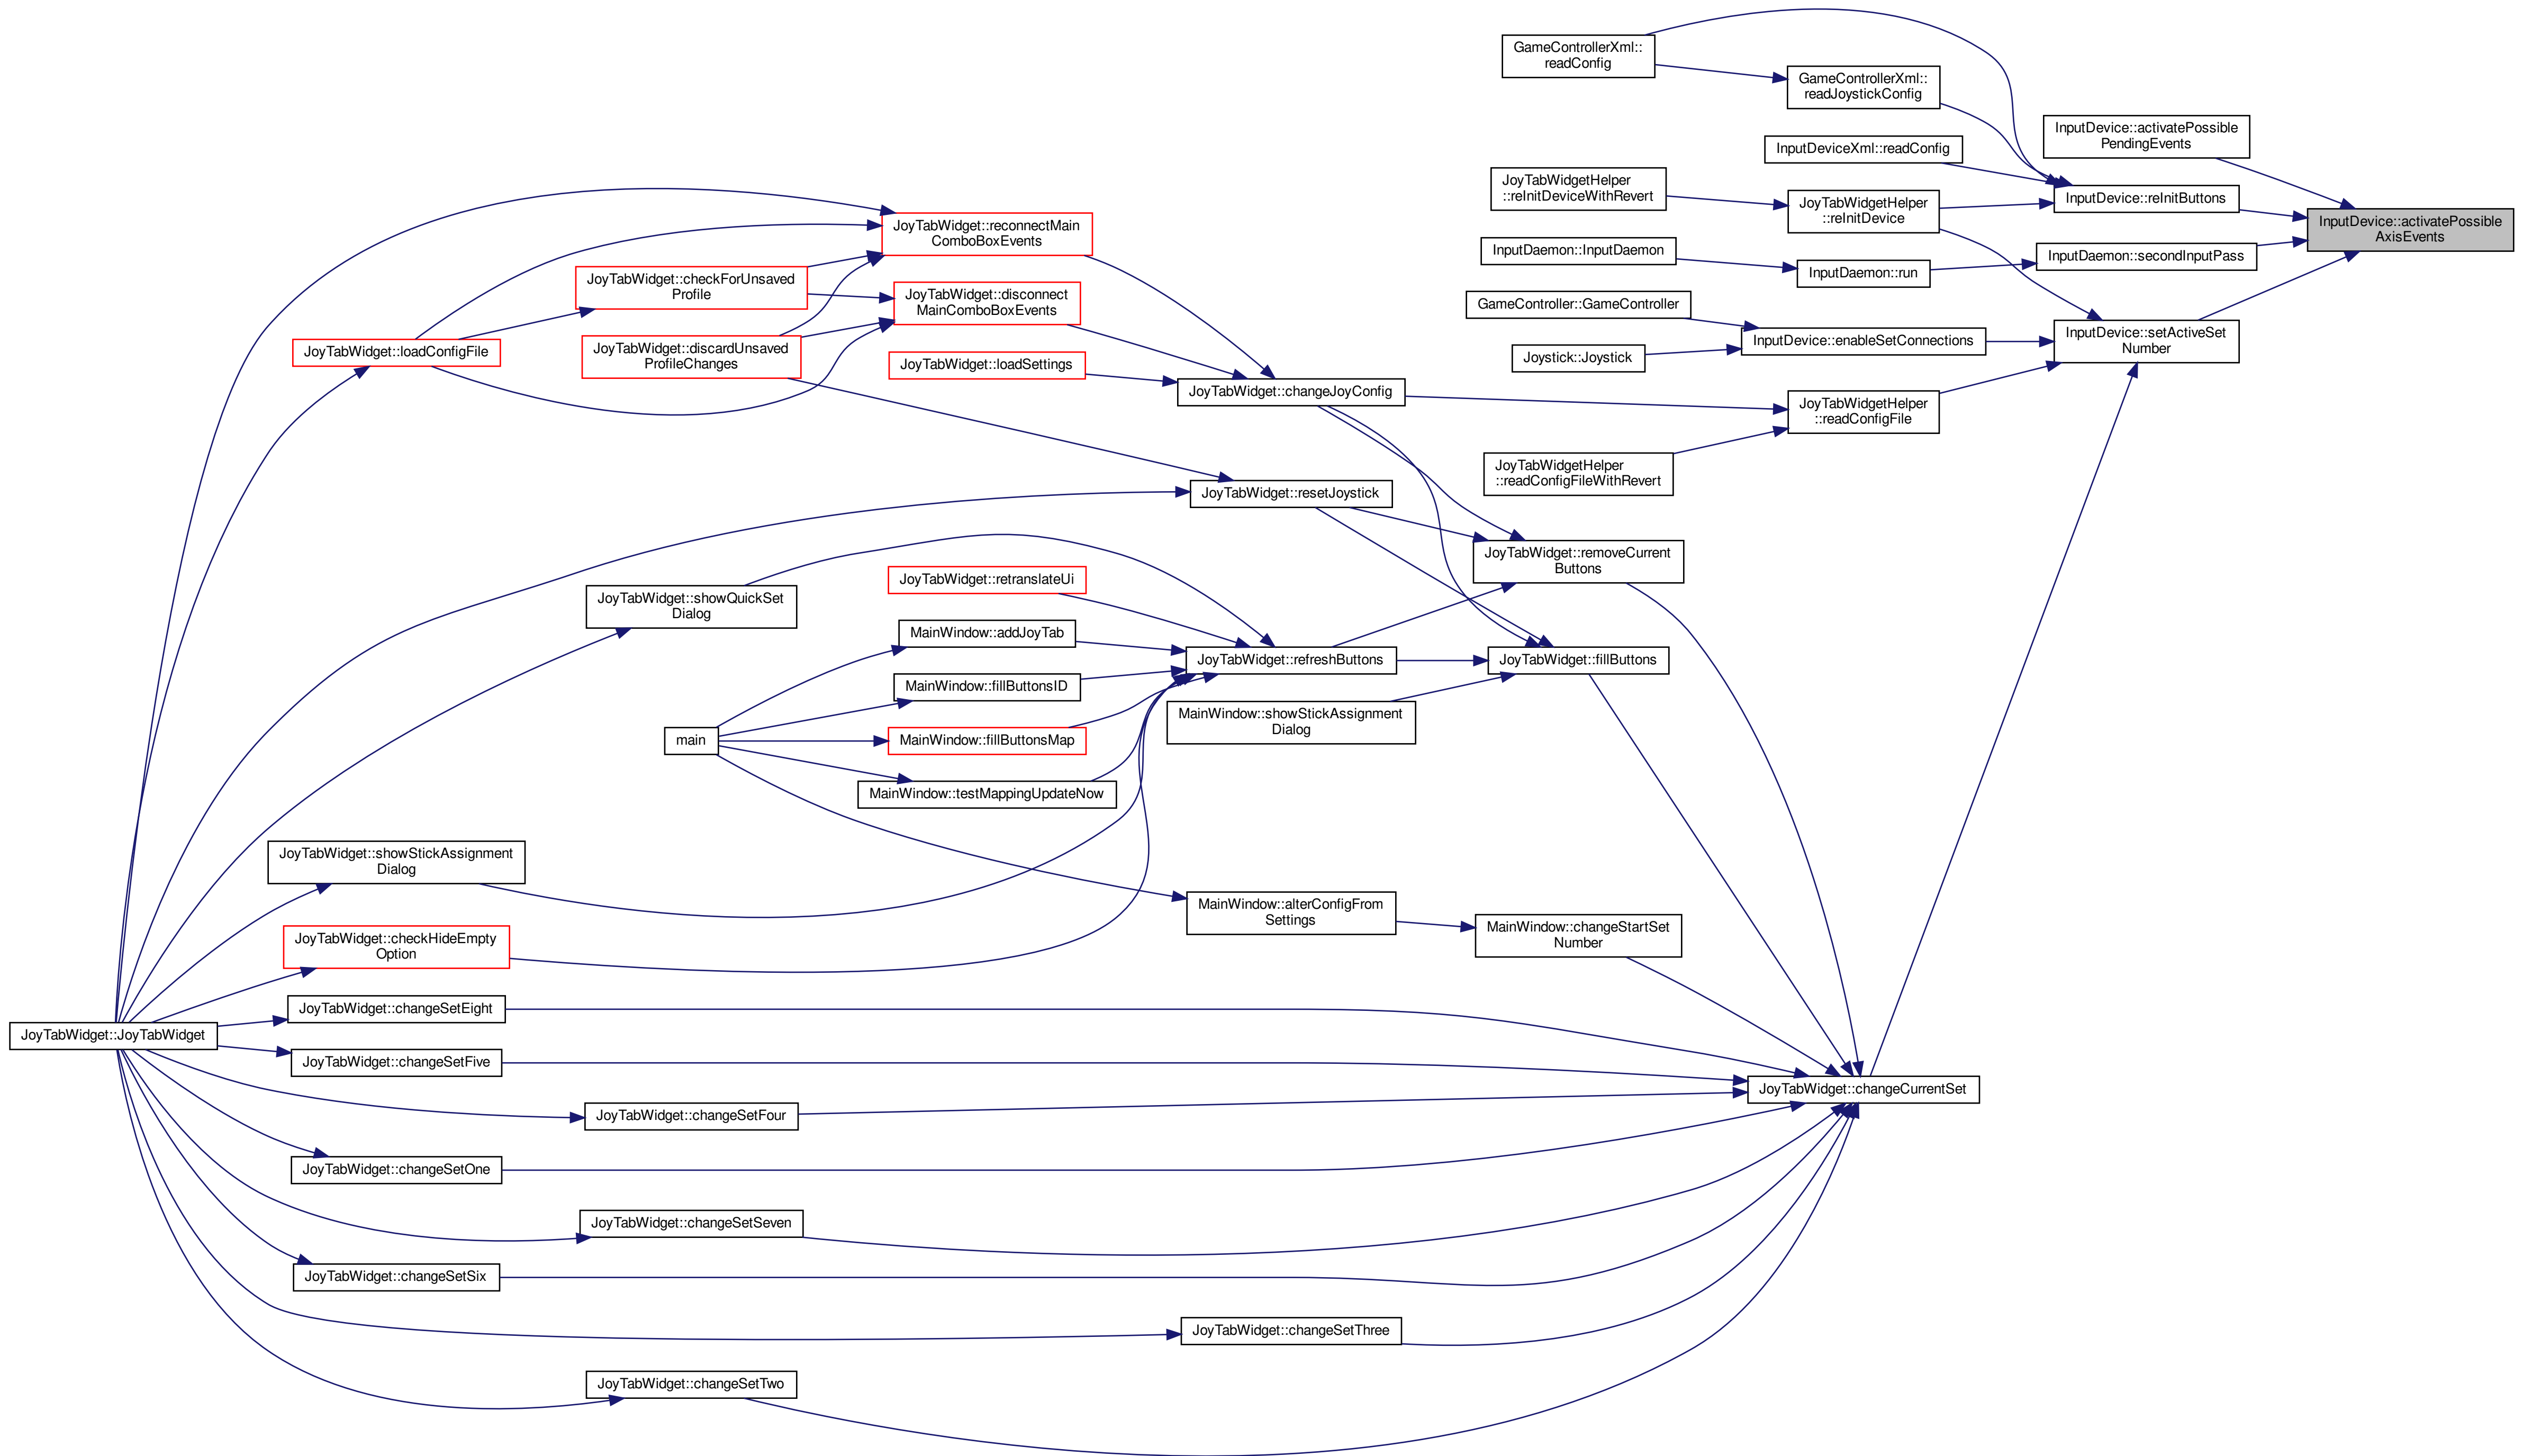 GameControllerXml::
readConfig
GameControllerXml::
readJoystickConfig
InputDevice::activatePossible
PendingEvents
InputDeviceXml::readConfig
JoyTabWidgetHelper
::reInitDeviceWithRevert
JoyTabWidgetHelper
::reInitDevice
InputDevice::reInitButtons
InputDevice::activatePossible
AxisEvents
JoyTabWidget::reconnectMain
ComboBoxEvents
InputDaemon::InputDaemon
InputDaemon::run
InputDaemon::secondInputPass
JoyTabWidget::checkForUnsaved
Profile
JoyTabWidget::disconnect
MainComboBoxEvents
GameController::GameController
InputDevice::enableSetConnections
InputDevice::setActiveSet
Number
JoyTabWidget::loadConfigFile
JoyTabWidget::discardUnsaved
ProfileChanges
Joystick::Joystick
JoyTabWidget::loadSettings
JoyTabWidget::changeJoyConfig
JoyTabWidgetHelper
::readConfigFile
JoyTabWidgetHelper
::readConfigFileWithRevert
JoyTabWidget::resetJoystick
JoyTabWidget::removeCurrent
Buttons
JoyTabWidget::retranslateUi
JoyTabWidget::showQuickSet
Dialog
MainWindow::addJoyTab
JoyTabWidget::refreshButtons
JoyTabWidget::fillButtons
MainWindow::fillButtonsID
MainWindow::showStickAssignment
Dialog
main
MainWindow::fillButtonsMap
MainWindow::testMappingUpdateNow
JoyTabWidget::showStickAssignment
Dialog
MainWindow::alterConfigFrom
Settings
MainWindow::changeStartSet
Number
JoyTabWidget::checkHideEmpty
Option
JoyTabWidget::changeSetEight
JoyTabWidget::JoyTabWidget
JoyTabWidget::changeSetFive
JoyTabWidget::changeCurrentSet
JoyTabWidget::changeSetFour
JoyTabWidget::changeSetOne
JoyTabWidget::changeSetSeven
JoyTabWidget::changeSetSix
JoyTabWidget::changeSetThree
JoyTabWidget::changeSetTwo